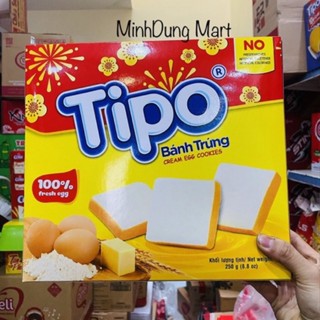 MinhDung Mart
NO
Tipo
®
Bánh Trứng
CREAM EGG COOKIES
100%
fresh egg
Khối lượng tịnh/ Net weight
250 g (8.8 oz)
eli